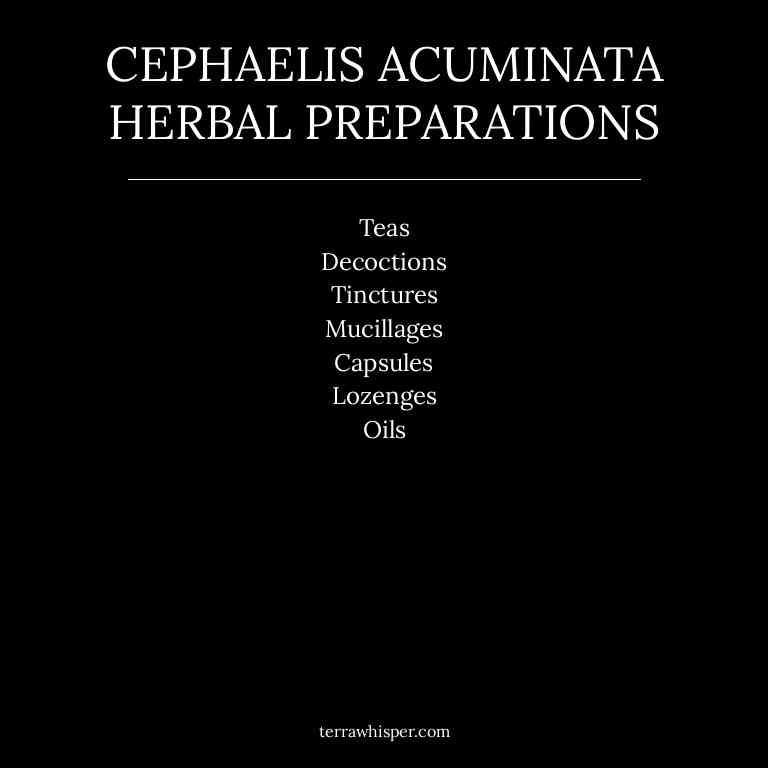 CEPHAELIS ACUMINATA
HERBAL PREPARATIONS
Teas
Decoctions
Tinctures
Mucillages
Capsules
Lozenges
Oils
terrawhisper.com